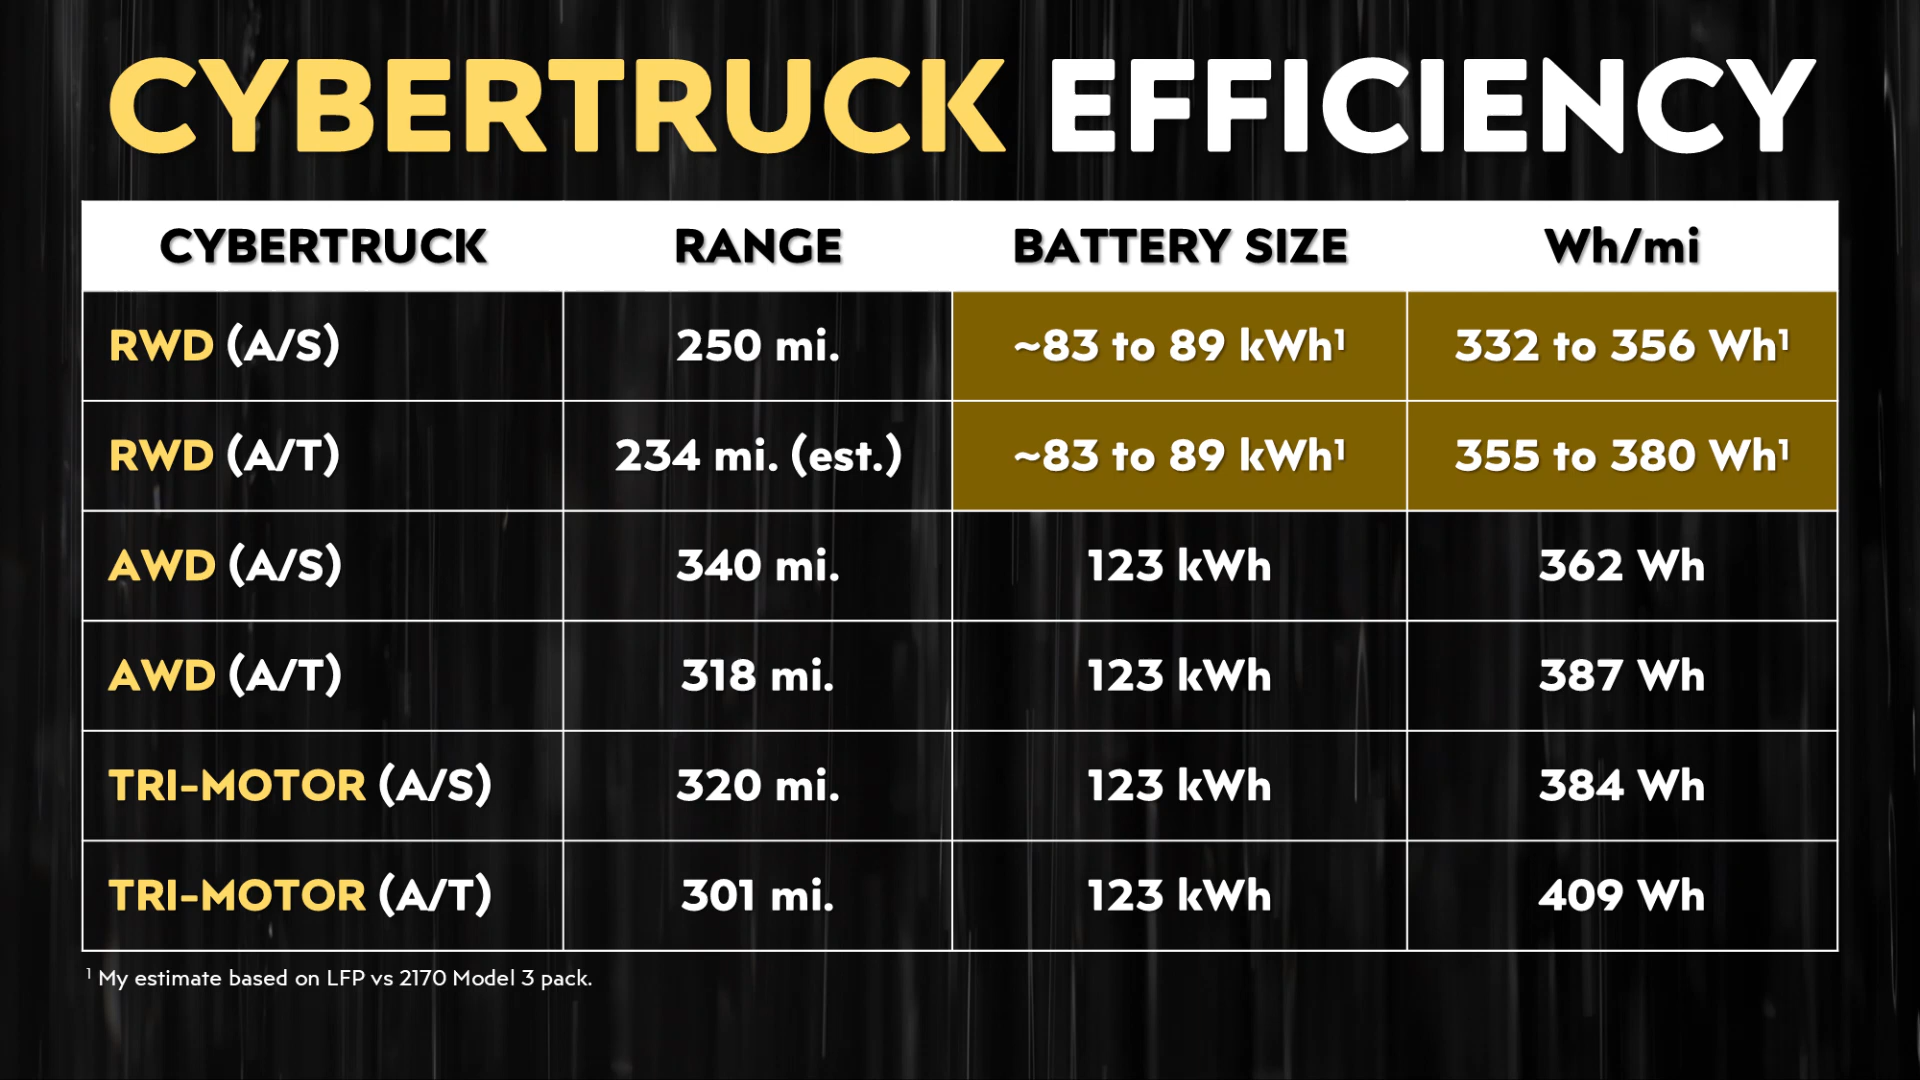 CYBERTRUCK EFFICIENCY
CYBERTRUCK RANGE BATTERY SIZE Wh/mi
RWD (A/S) 250 mi. ~83 to 89 kWh¹ 332 to 356 Wh¹
RWD (A/T) 234 mi. (est.) ~83 to 89 kWh¹ 355 to 380 Wh¹
AWD (A/S) 340 mi. 123 kWh 362 Wh
AWD (A/T) 318 mi. 123 kWh 387 Wh
TRI-MOTOR (A/S) 320 mi. 123 kWh 384 Wh
TRI-MOTOR (A/T) 301 mi. 123 kWh 409 Wh
¹ My estimate based on LFP vs 2170 Model 3 pack.